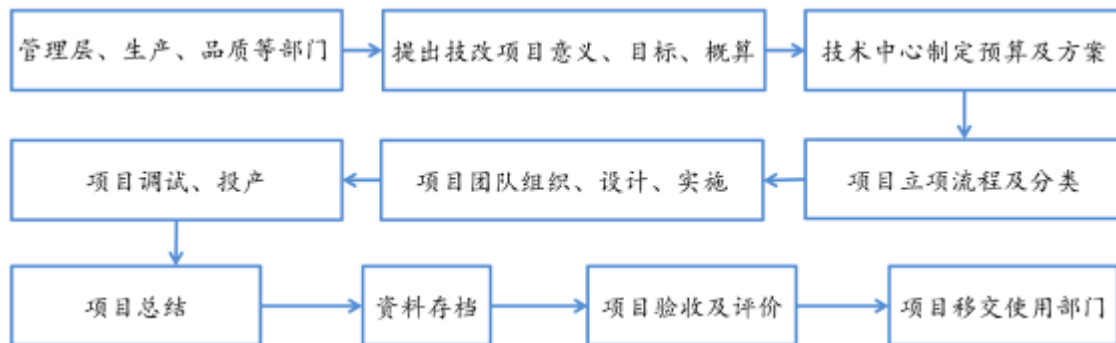 管理层、生产、品质等部门
提出技改项目意义、目标、概算
技术中心制定预算及方案
项目立项流程及分类
项目团队组织、设计、实施
项目调试、投产
项目总结
资料存档
项目验收及评价
项目移交使用部门